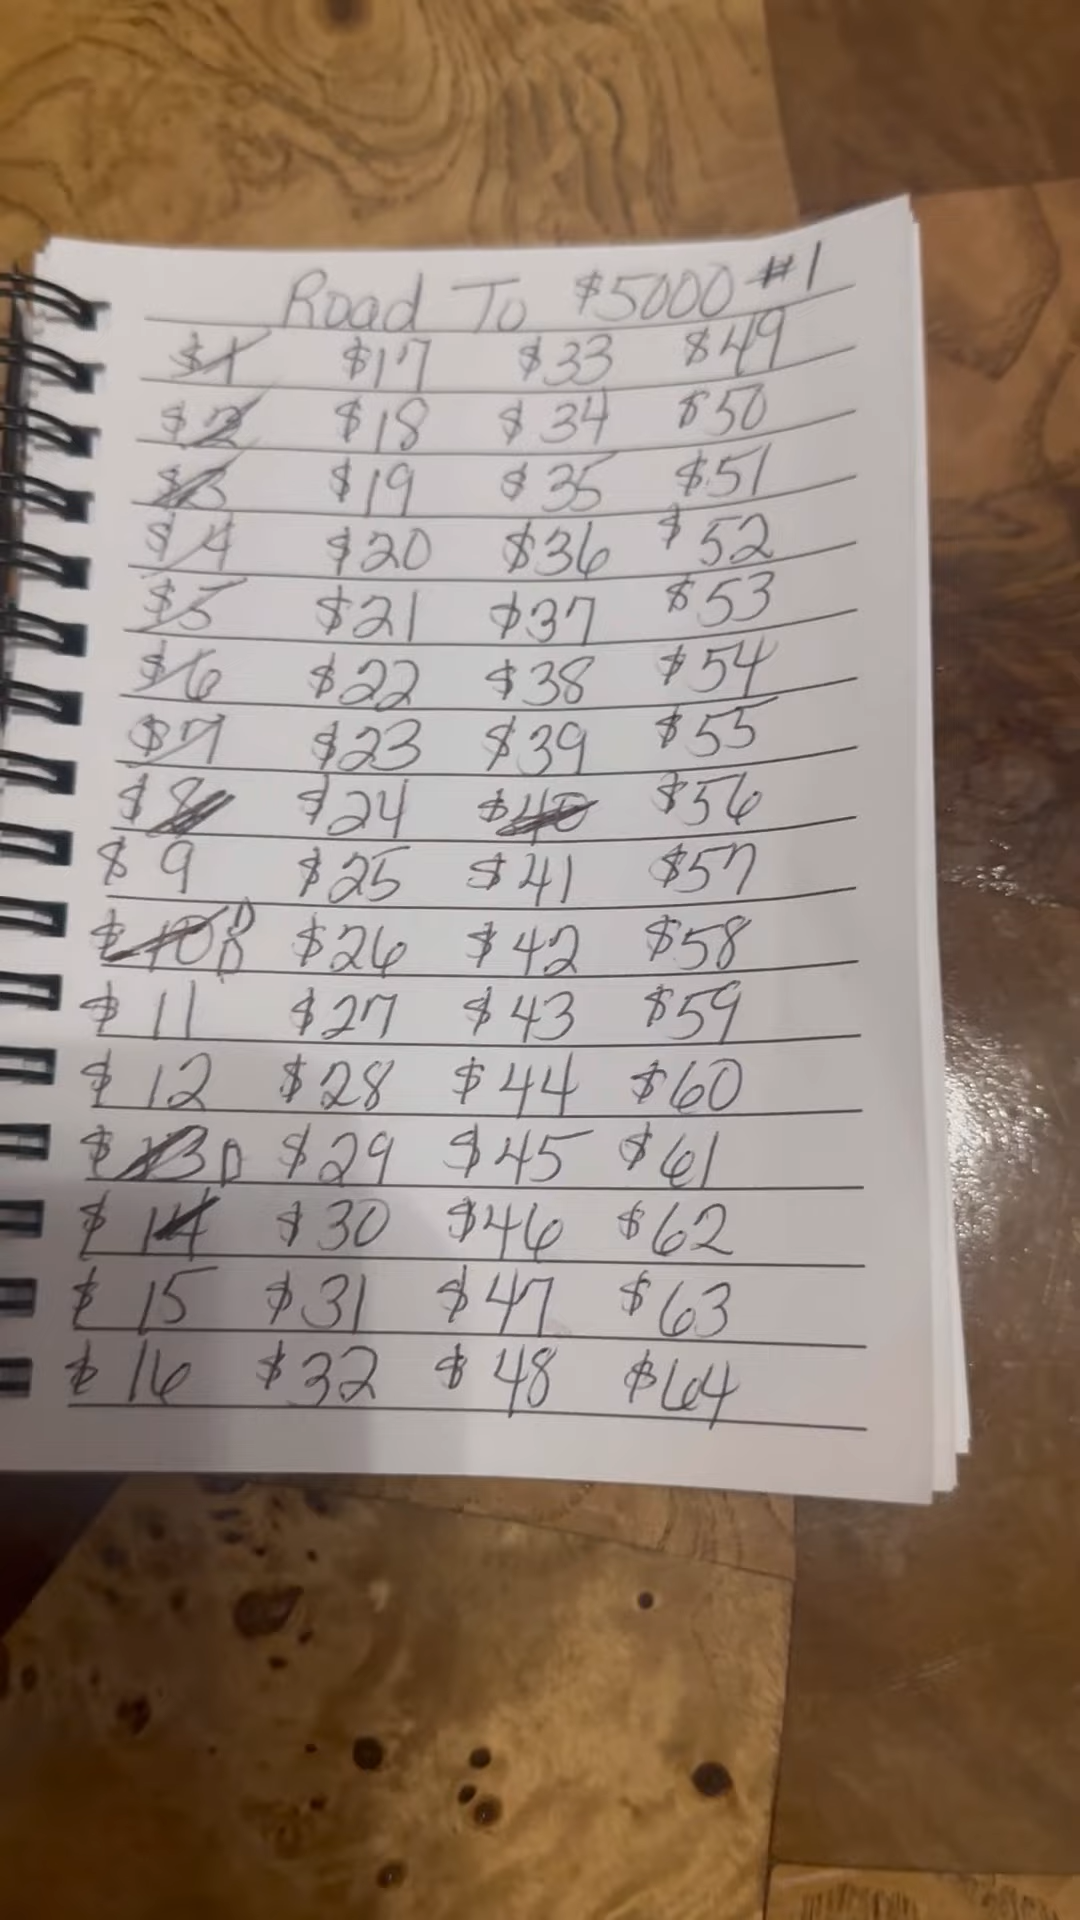 Road To $5000 #1
$1 $17 $33 $49
$2 $18 $34 $50
$3 $19 $35 $51
$4 $20 $36 $52
$5 $21 $37 $53
$6 $22 $38 $54
$7 $23 $39 $55
$8 $24 $40 $56
$9 $25 $41 $57
$10 D D $26 $42 $58
$11 $27 $43 $59
$12 $28 $44 $60
$13 D $29 $45 $61
$14 $30 $46 $62
$15 $31 $47 $63
$16 $32 $48 $64